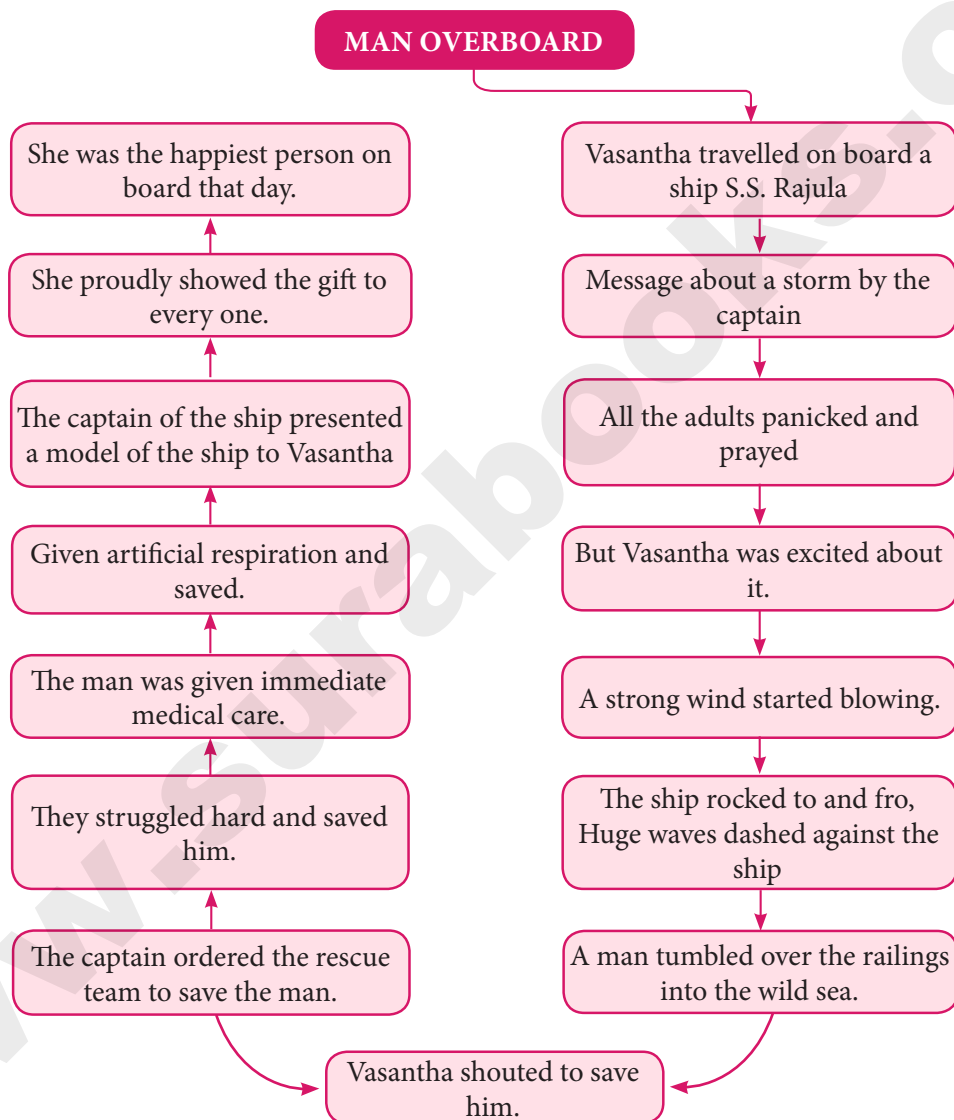 MAN OVERBOARD
Vasantha travelled on board a
ship S.S. Rajula
Message about a storm by the
captain
All the adults panicked and
prayed
But Vasantha was excited about
it.
A strong wind started blowing.
The ship rocked to and fro,
Huge waves dashed against the
ship
A man tumbled over the railings
into the wild sea.
Vasantha shouted to save
him.
The captain ordered the rescue
team to save the man.
They struggled hard and saved
him.
The man was given immediate
medical care.
Given artificial respiration and
saved.
The captain of the ship presented
a model of the ship to Vasantha
She proudly showed the gift to
every one.
She was the happiest person on
board that day.
w.surabooks.c